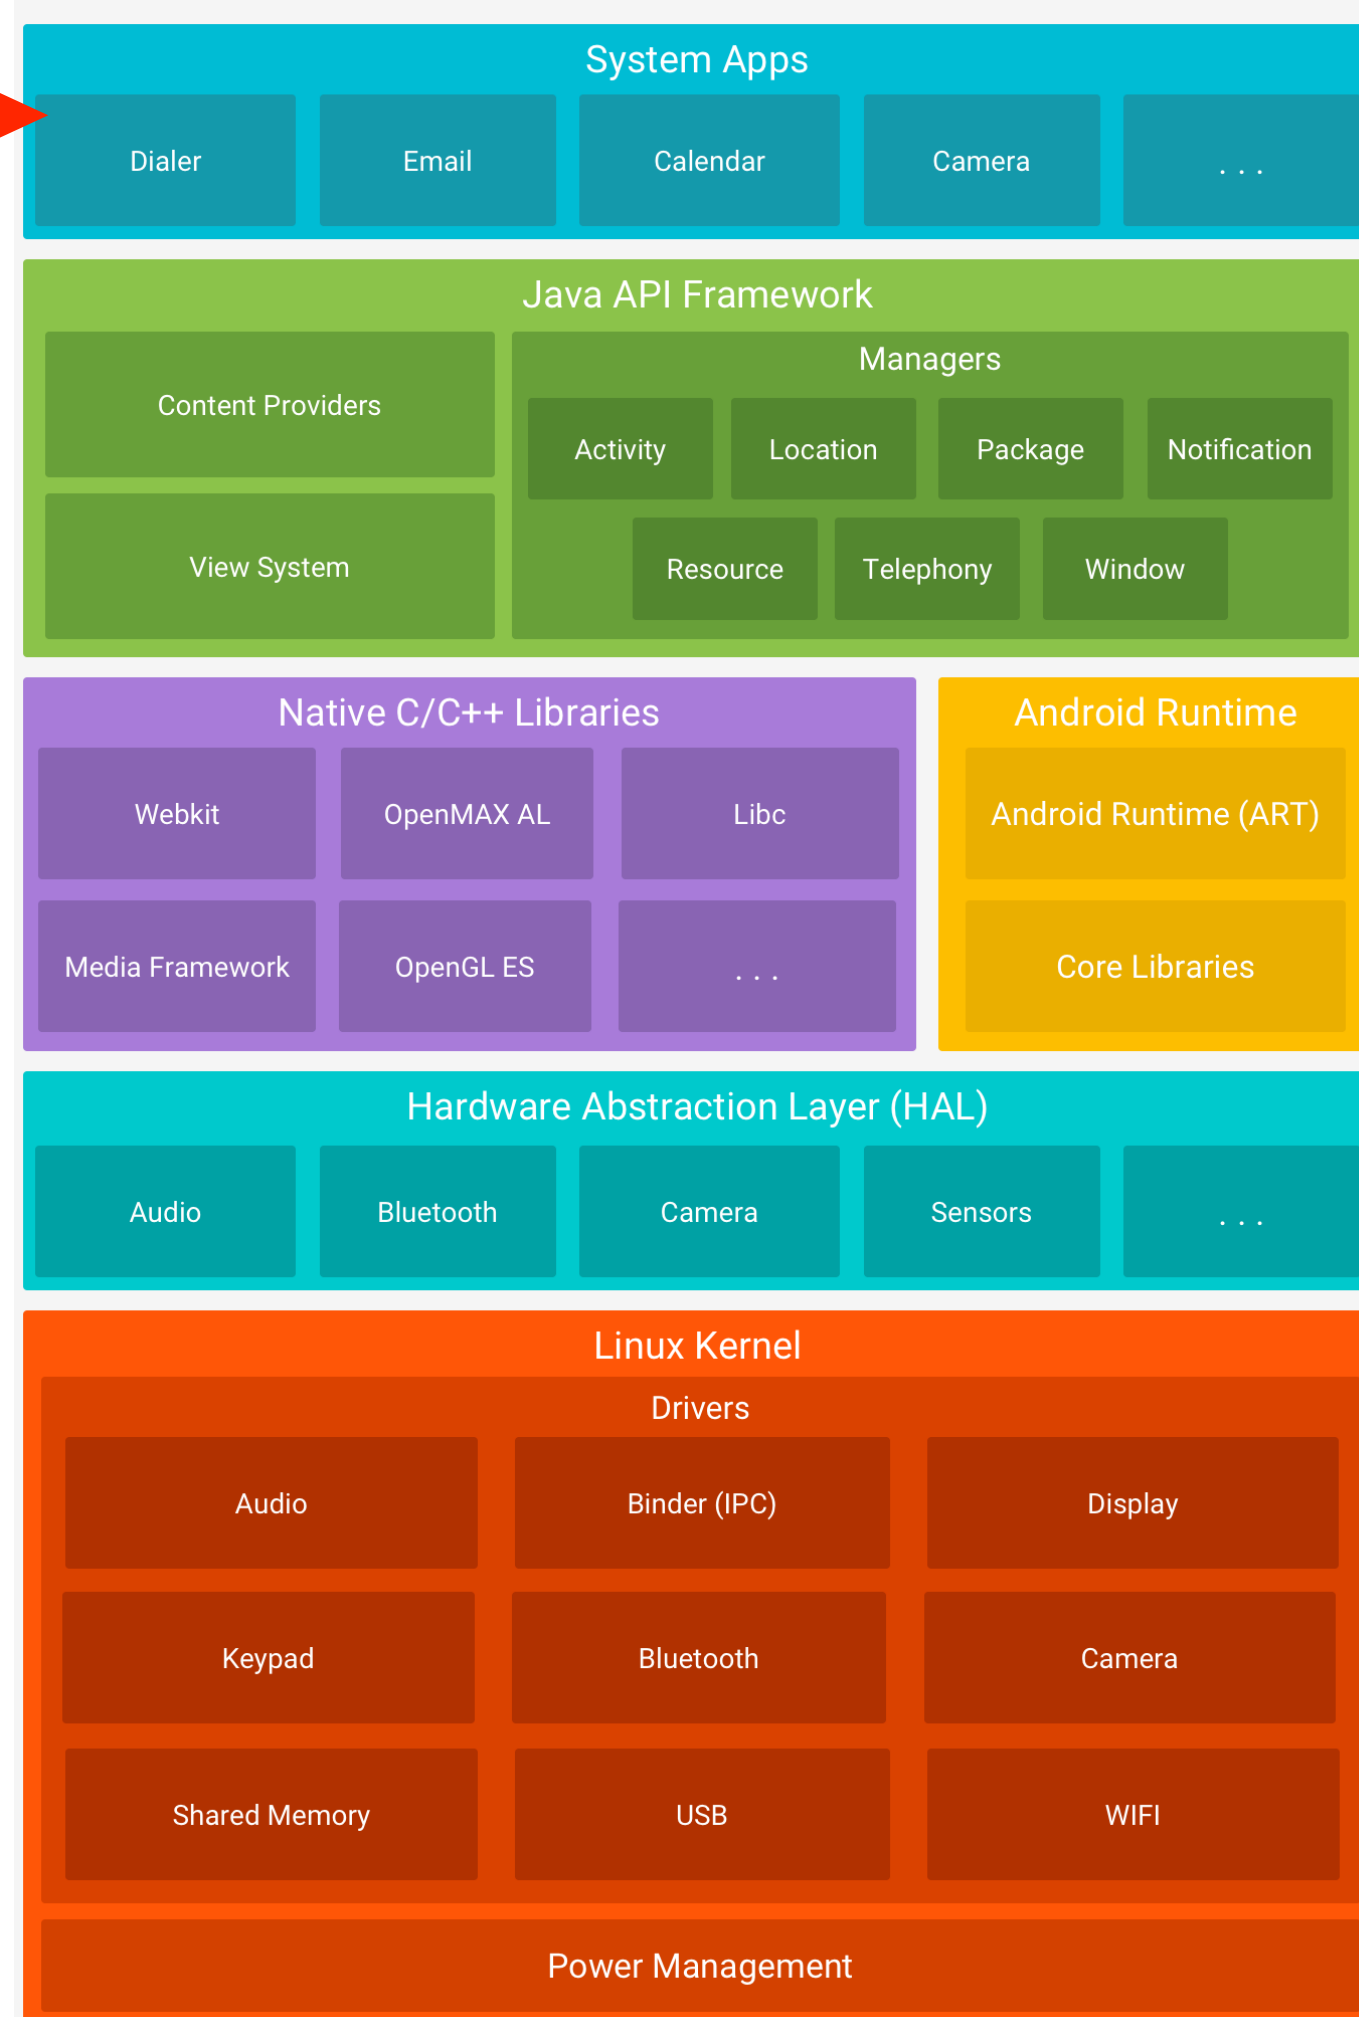 System Apps
Dialer
Email
Calendar
Camera
. . .
Java API Framework
Content Providers
View System
Managers
Activity
Location
Package
Notification
Resource
Telephony
Window
Native C/C++ Libraries
Webkit
OpenMAX AL
Libc
Media Framework
OpenGL ES
. . .
Android Runtime
Android Runtime (ART)
Core Libraries
Hardware Abstraction Layer (HAL)
Audio
Bluetooth
Camera
Sensors
. . .
Linux Kernel
Drivers
Audio
Binder (IPC)
Display
Keypad
Bluetooth
Camera
Shared Memory
USB
WIFI
Power Management